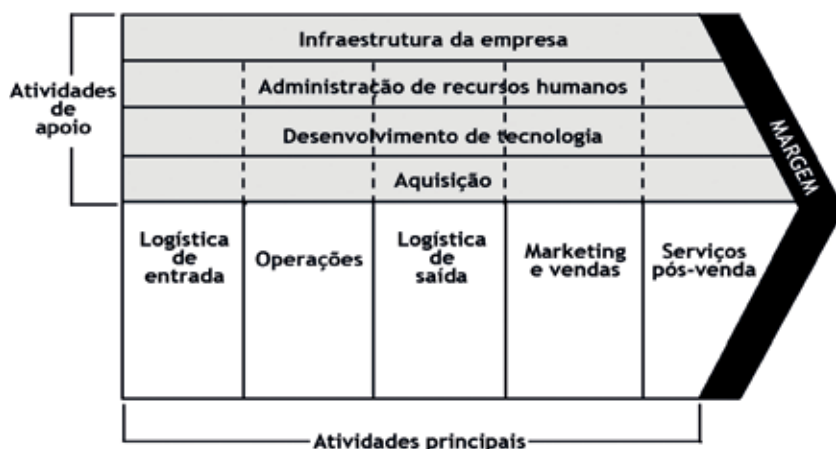 Infraestrutura da empresa
Atividades
de
apoio
Administração de recursos humanos
Desenvolvimento de tecnologia
Aquisição
MARGEM
Logística
de
entrada
Operações
Logística
de
saída
Marketing
e vendas
Serviços
pós-venda
Atividades principais